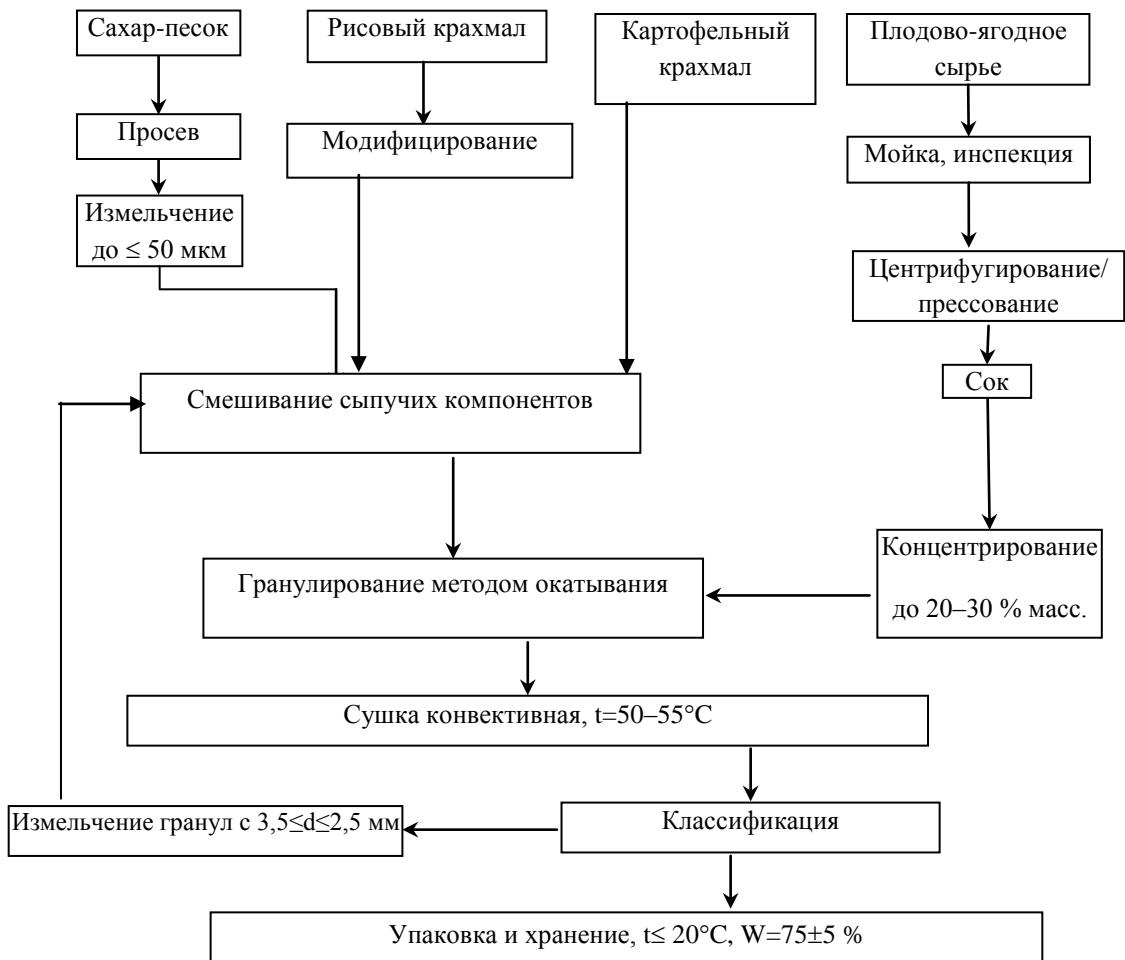 Сахар-песок
Рисовый крахмал
Картофельный
крахмал
Плодово-ягодное
сырье
Просев
Модифицирование
Мойка, инспекция
Измельчение
до ≤ 50 мкм
Центрифугирование/
прессование
Сок
Смешивание сыпучих компонентов
Концентрирование
до 20–30 % масс.
Гранулирование методом окатывания
Сушка конвективная, t=50–55°C
Измельчение гранул с 3,5≤d≤2,5 мм
Классификация
Упаковка и хранение, t≤ 20°C, W=75±5 %